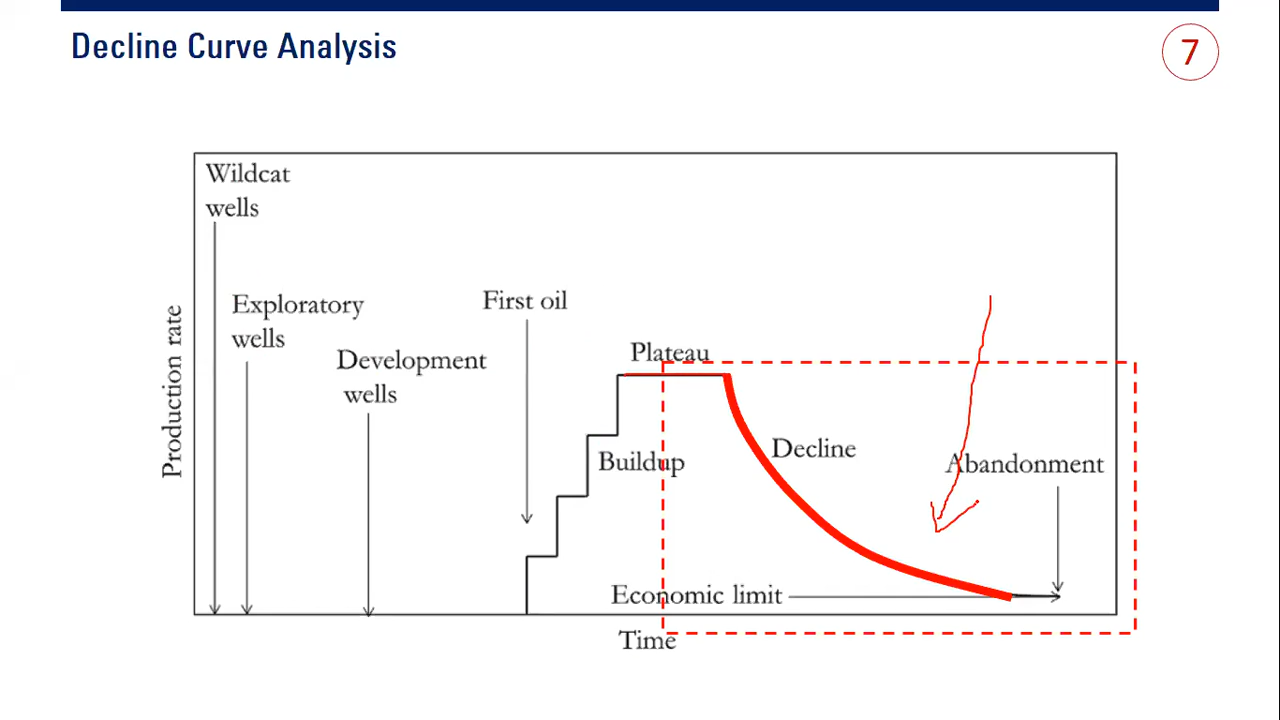 Decline Curve Analysis
7
Wildcat
wells
Exploratory
wells
Development
wells
First oil
Plateau
Buildup
Decline
Abandonment
Economic limit
Production rate
Time